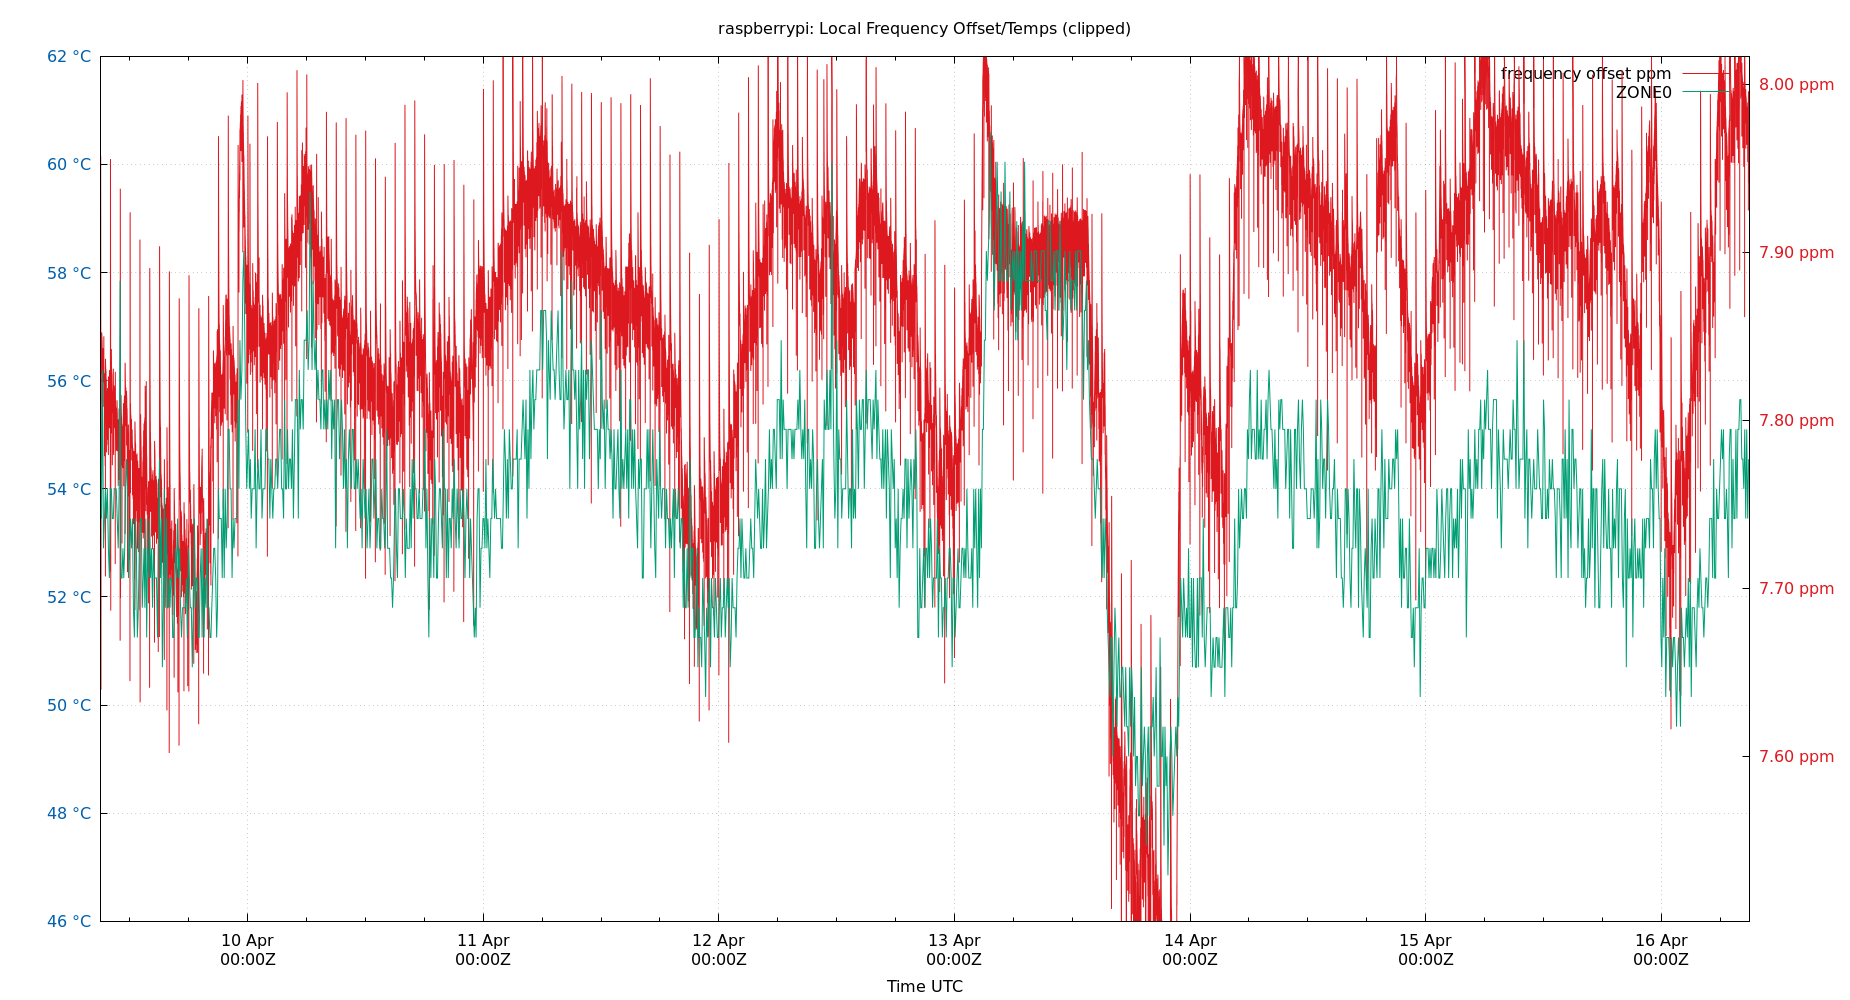 raspberrypi: Local Frequency Offset/Temps (clipped)
62 °C
60 °C
58 °C
56 °C
54 °C
52 °C
50 °C
48 °C
46 °C
frequency offset ppm
ZONE0
8.00 ppm
7.90 ppm
7.80 ppm
7.70 ppm
7.60 ppm
10 Apr
00:00Z
11 Apr
00:00Z
12 Apr
00:00Z
13 Apr
00:00Z
14 Apr
00:00Z
15 Apr
00:00Z
16 Apr
00:00Z
Time UTC